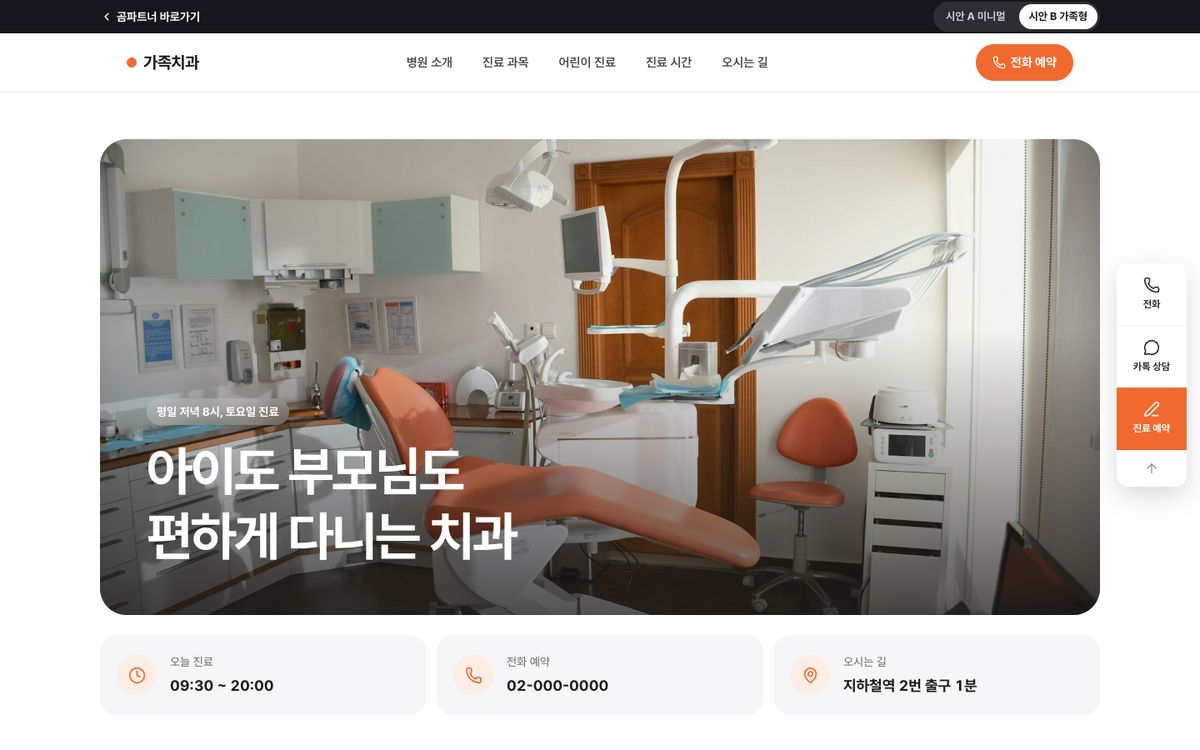 곰파트너 바로가기
시안 A 미니멀
시안 B 가족형
가족치과
병원 소개
진료 과목
어린이 진료
진료 시간
오시는 길
전화 예약
평일 저녁 8시, 토요일 진료
아이도 부모님도
편하게 다니는 치과
전화
카톡 상담
진료 예약
오늘 진료
09:30 ~ 20:00
전화 예약
02-000-0000
오시는 길
지하철역 2번 출구 1분